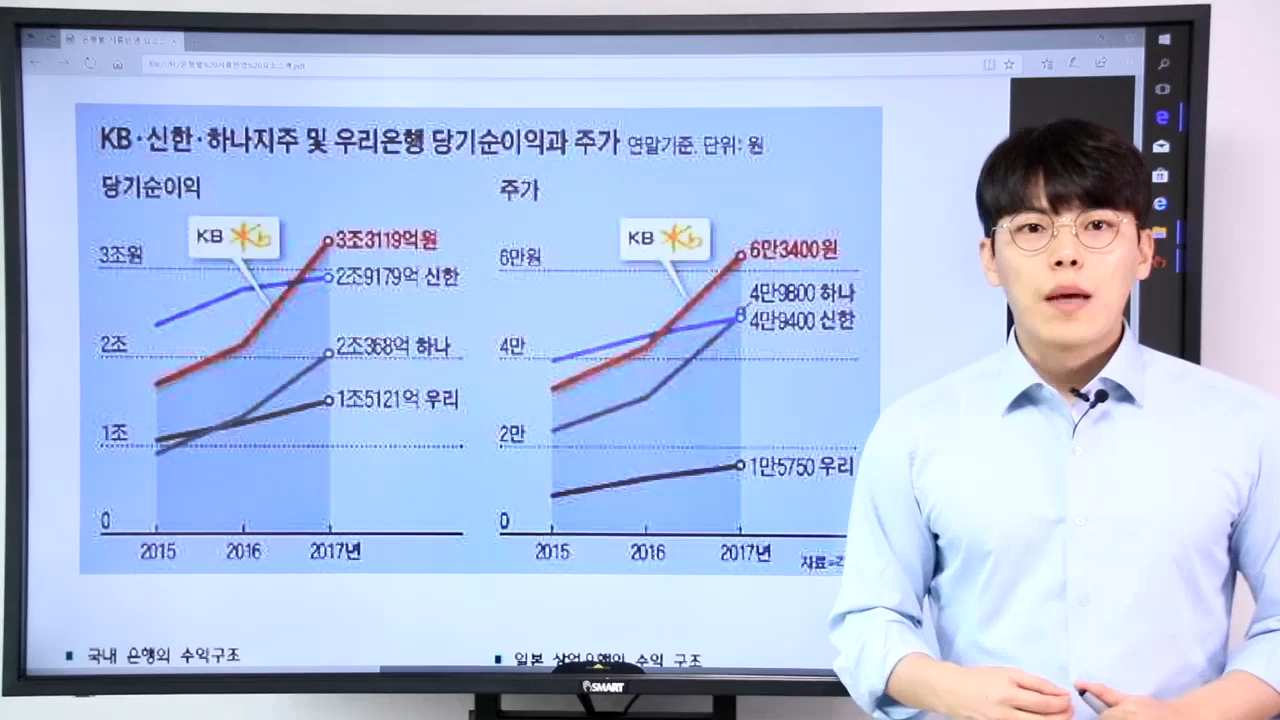 KB·신한·하나지주 및 우리은행 당기순이익과 주가 연말기준, 단위: 원
당기순이익
KB
3조3119억원
3조원
2조9179억 신한
2조
2조368억 하나
1조5121억 우리
1조
0
2015 2016 2017년
주가
KB
6만3400원
6만원
4만9800 하나
4만9400 신한
4만
2만
1만5750 우리
0
2015 2016 2017년
자료=
국내 은행의 수익구조
일본 상업은행의 수익 구조
SMART